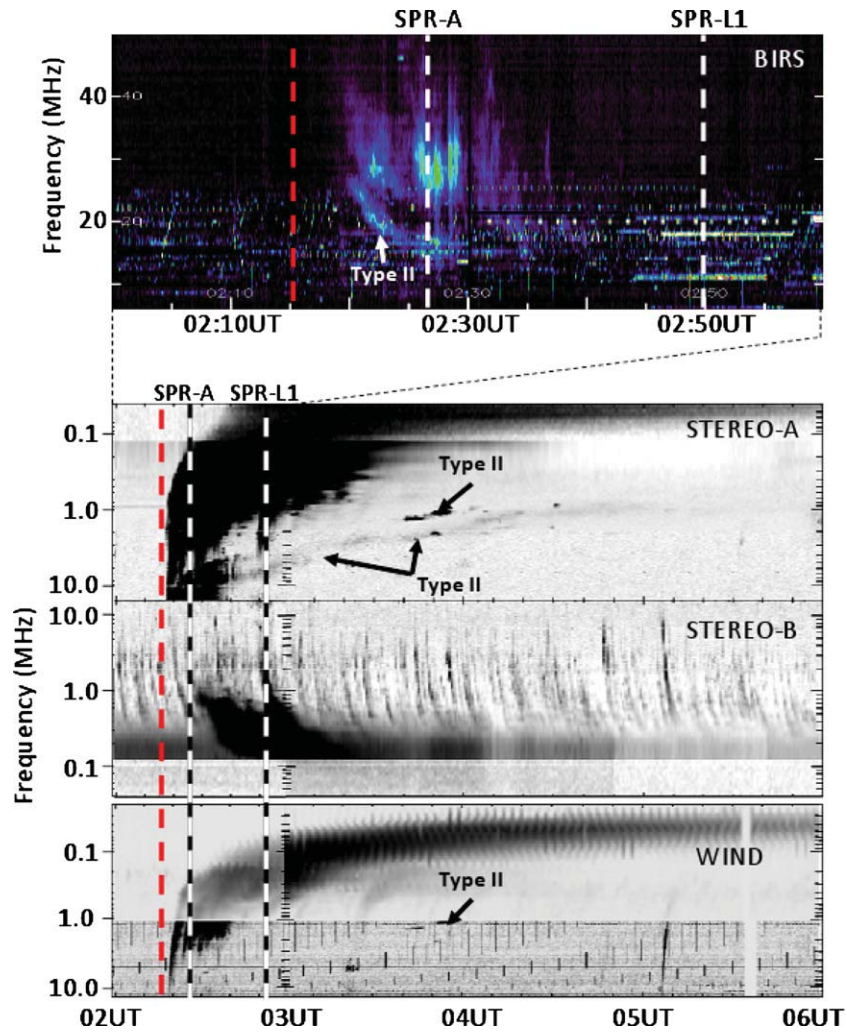 SPR-A SPR-L1
BIRS
Frequency (MHz)
40 40
20 20
Type II
02:10 02:30 02:50
02:10UT 02:30UT 02:50UT
SPR-A SPR-L1
STEREO-A
0.1
Type II
1.0
Type II
10.0
Frequency (MHz)
10.0
STEREO-B
1.0
0.1
WIND
0.1
Type II
1.0
10.0
02UT 03UT 04UT 05UT 06UT